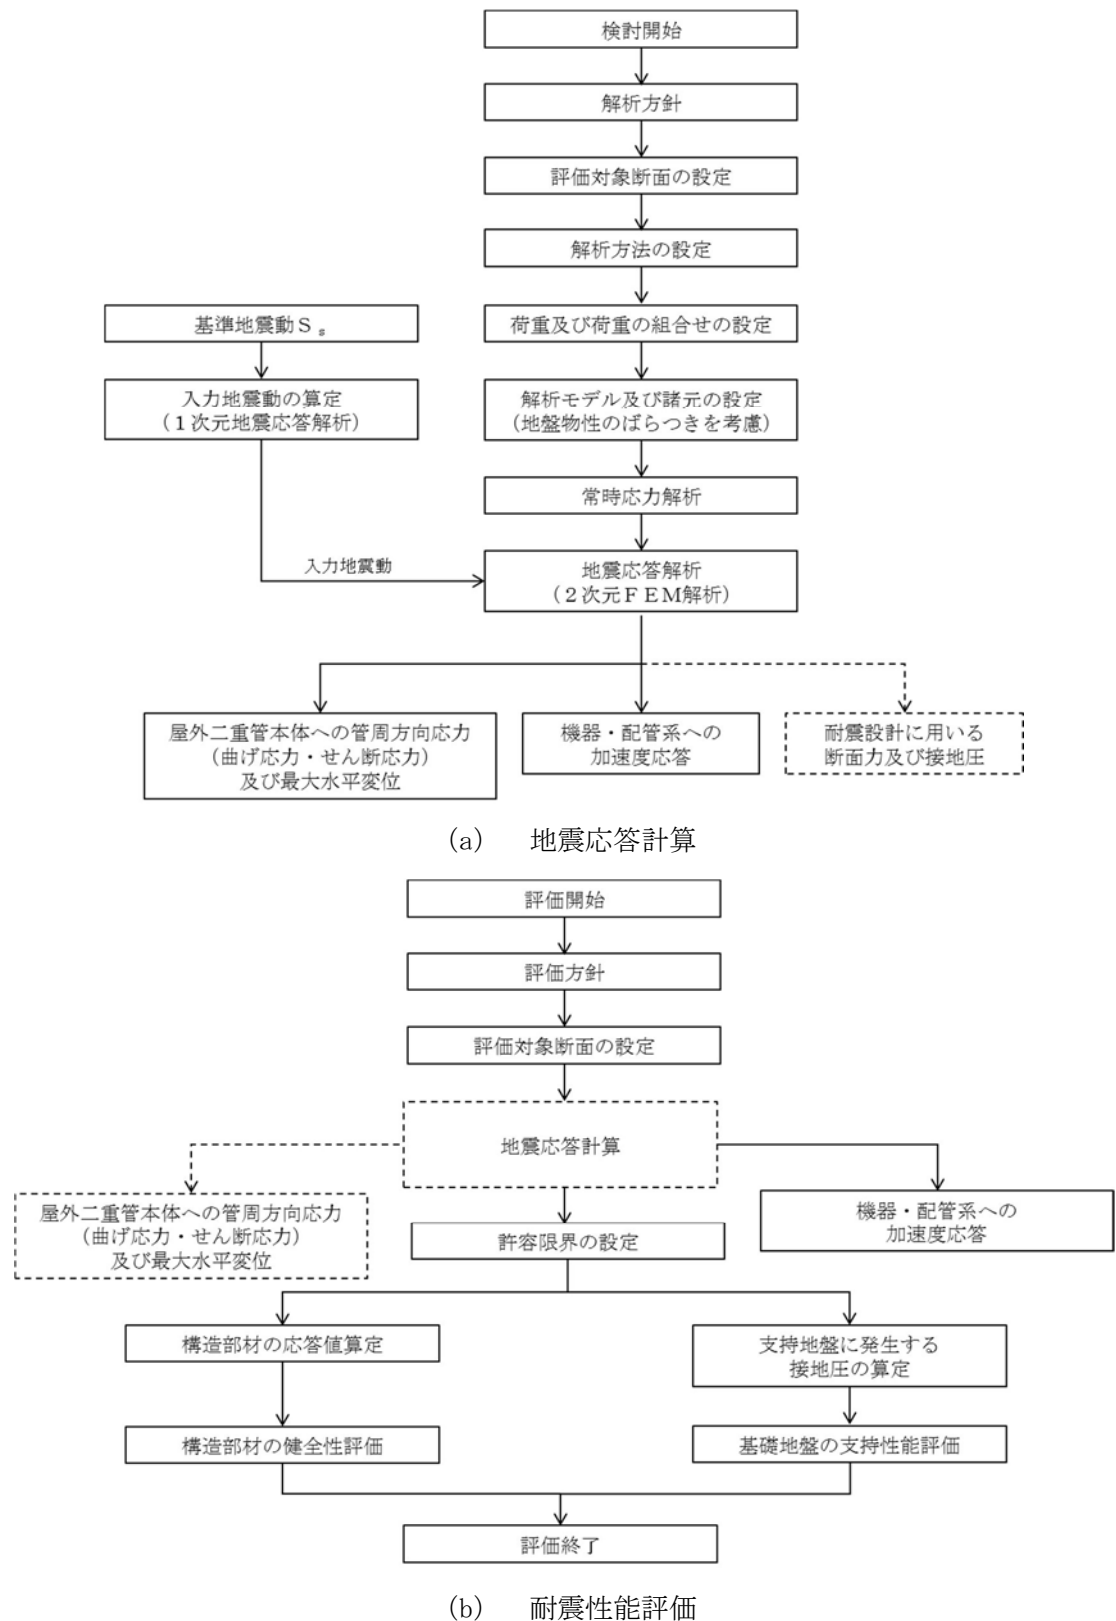 検討開始
解析方針
評価対象断面の設定
解析方法の設定
基準地震動Ｓｓ
荷重及び荷重の組合せの設定
入力地震動の算定
（１次元地震応答解析）
解析モデル及び諸元の設定
（地盤物性のばらつきを考慮）
常時応力解析
入力地震動
地震応答解析
（２次元ＦＥＭ解析）
屋外二重管本体への管周方向応力
（曲げ応力・せん断応力）
及び最大水平変位
機器・配管系への
加速度応答
耐震設計に用いる
断面力及び接地圧
(a) 地震応答計算
評価開始
評価方針
評価対象断面の設定
地震応答計算
屋外二重管本体への管周方向応力
（曲げ応力・せん断応力）
及び最大水平変位
機器・配管系への
加速度応答
許容限界の設定
構造部材の応答値算定
支持地盤に発生する
接地圧の算定
構造部材の健全性評価
基礎地盤の支持性能評価
評価終了
(b) 耐震性能評価